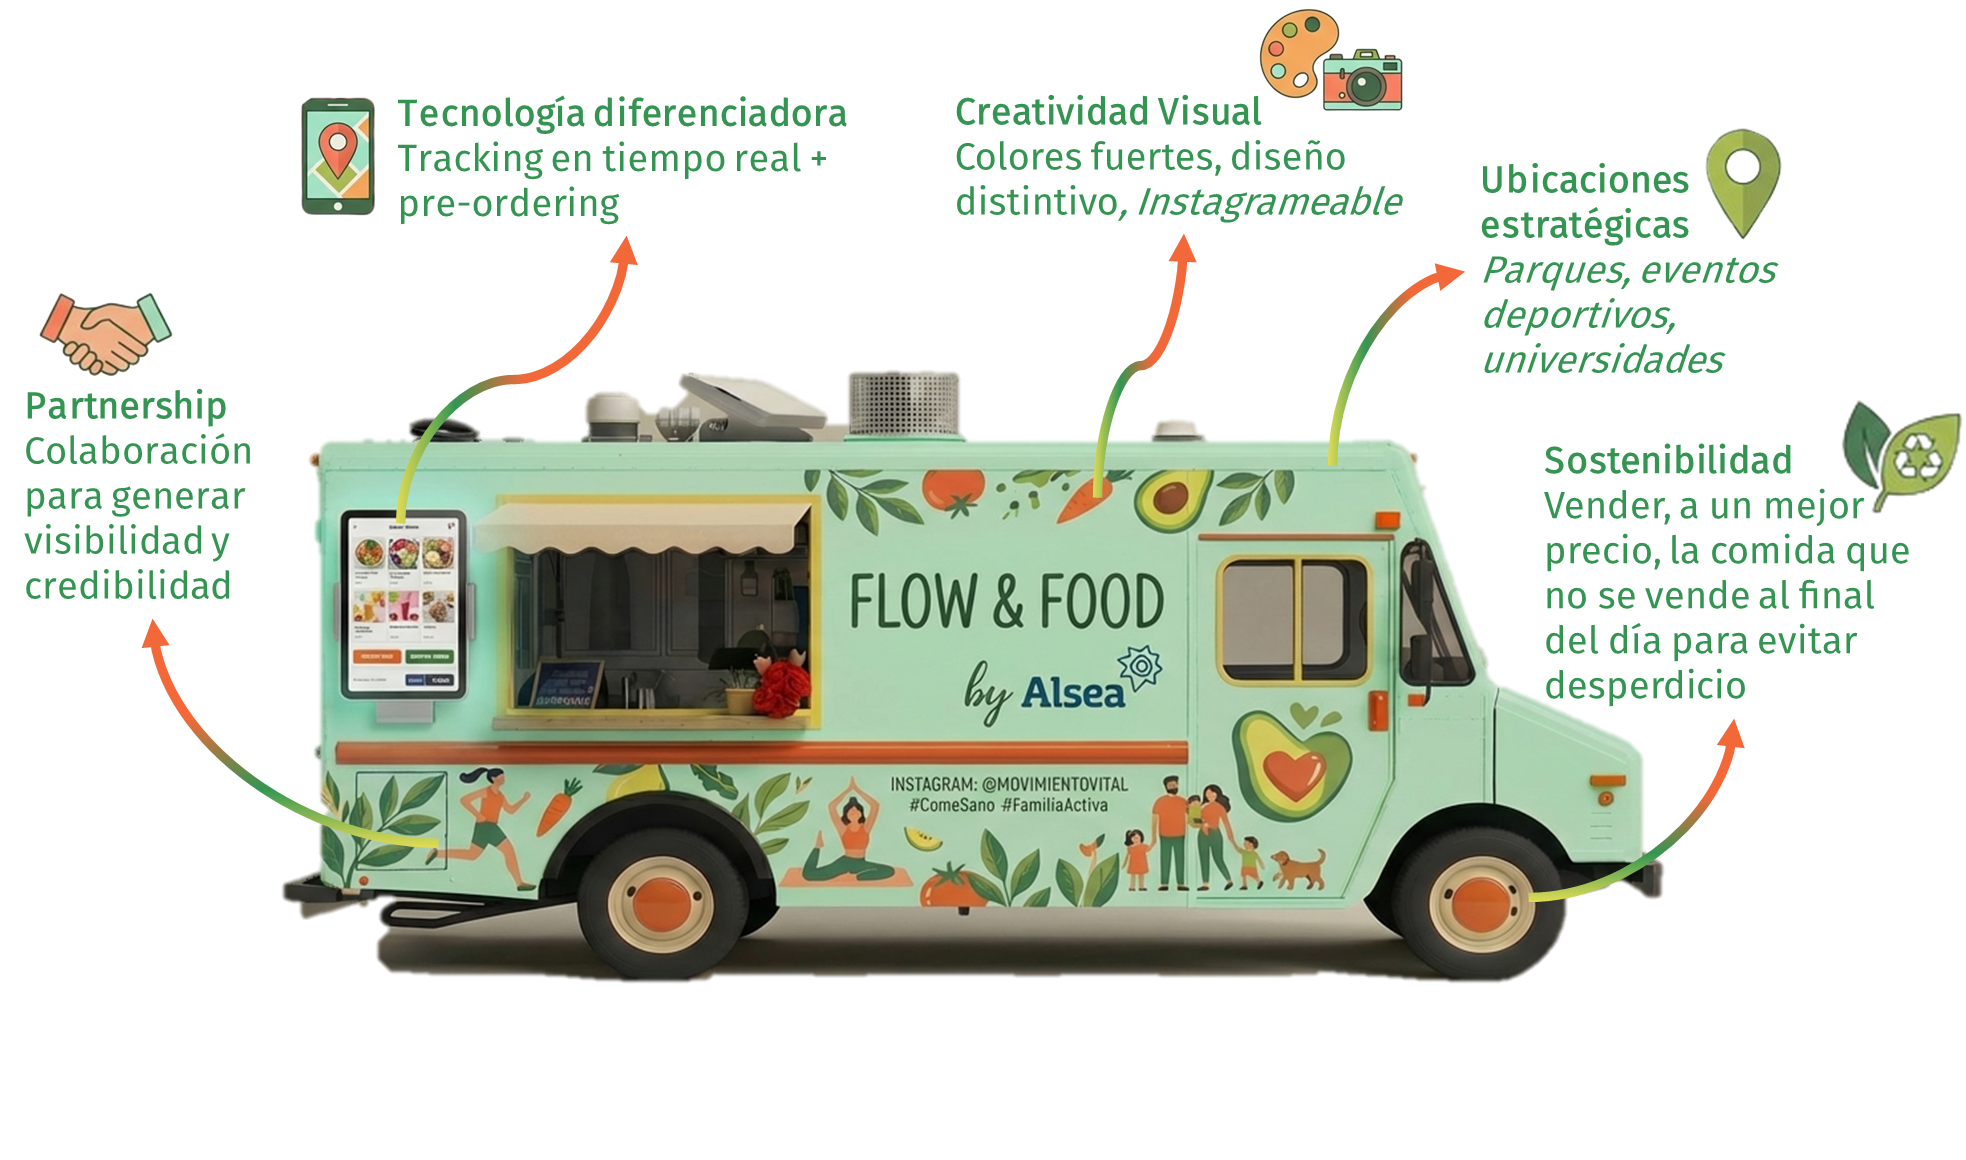 Tecnología diferenciadora
Tracking en tiempo real +
pre-ordering
Creatividad Visual
Colores fuertes, diseño
distintivo, Instagrameable
Ubicaciones
estratégicas
Parques, eventos
deportivos,
universidades
Partnership
Colaboración
para generar
visibilidad y
credibilidad
Sostenibilidad
Vender, a un mejor
precio, la comida que
no se vende al final
del día para evitar
desperdicio
FLOW & FOOD
by Alsea
INSTAGRAM: @MOVIMIENTOVITAL
#ComeSano #FamiliaActiva